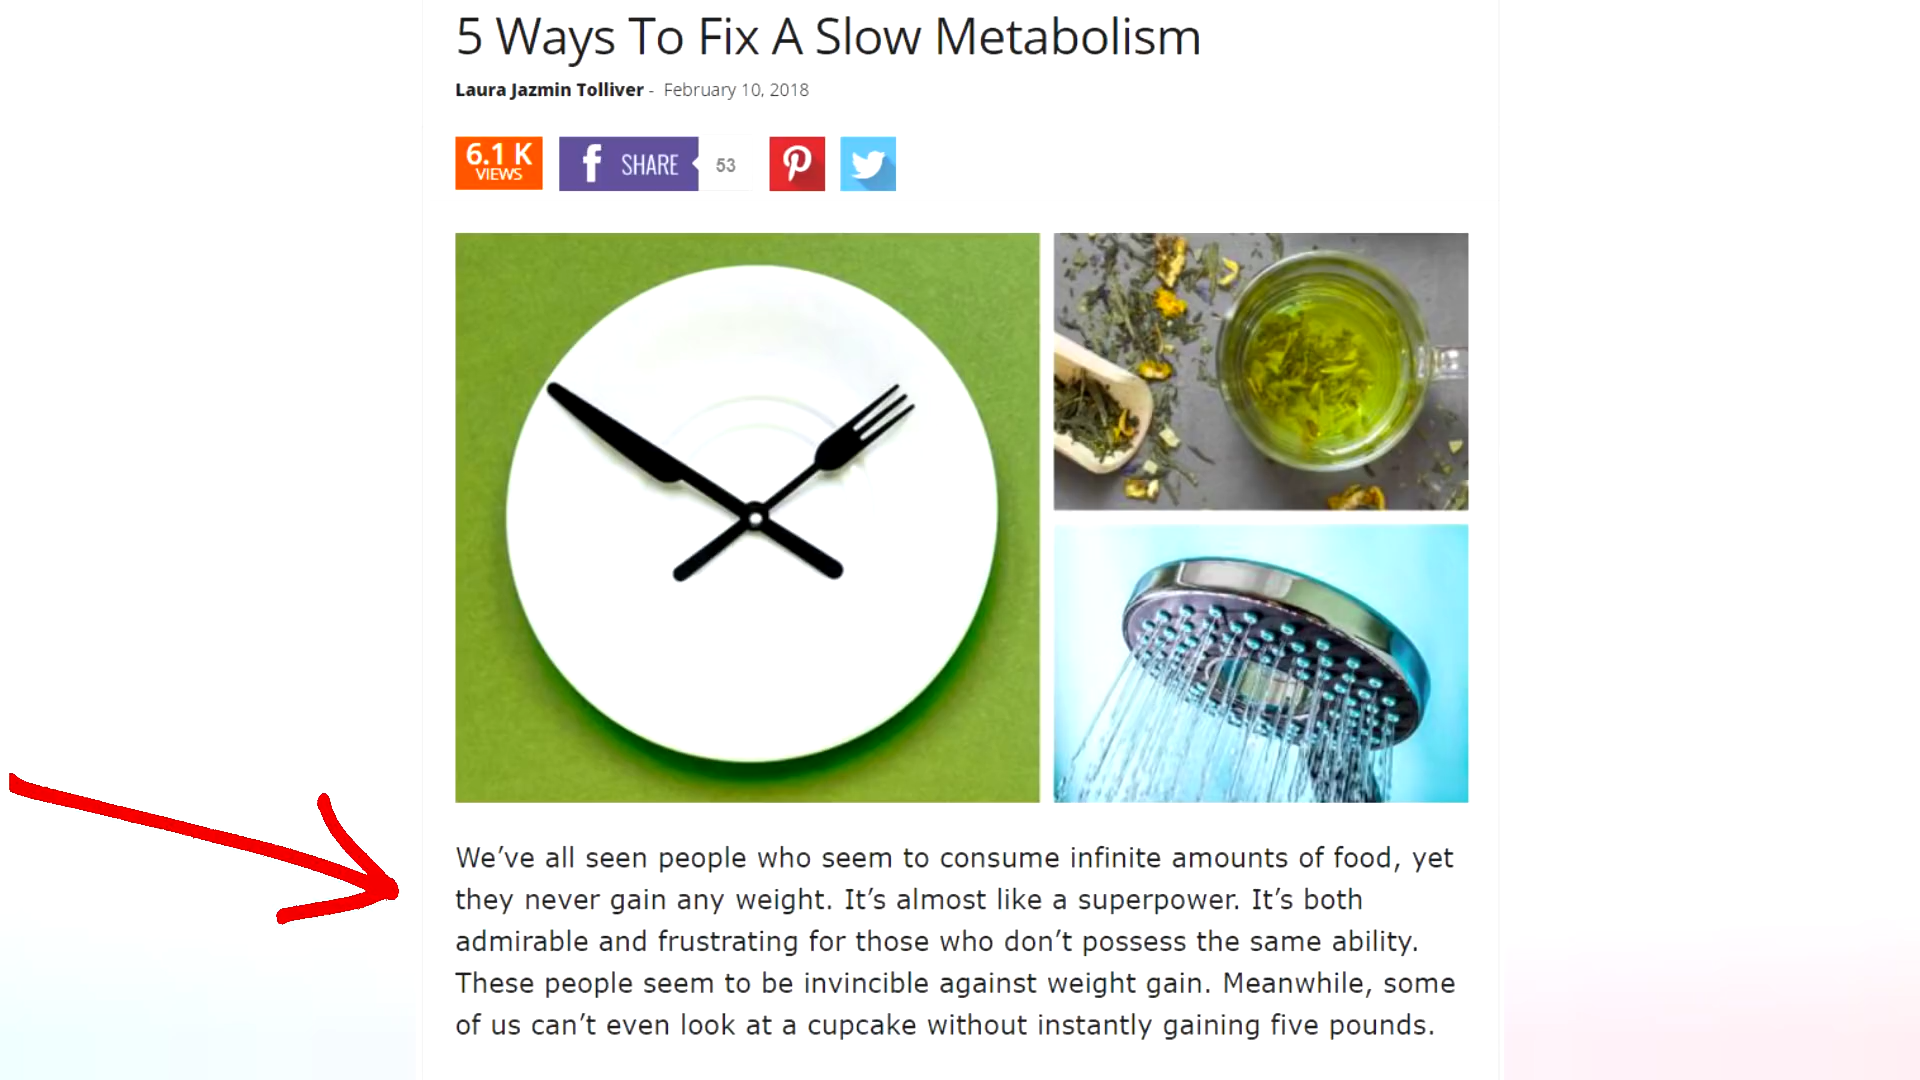 5 Ways To Fix A Slow Metabolism
Laura Jazmin Tolliver - February 10, 2018
6.1 K
VIEWS
f SHARE 53
We’ve all seen people who seem to consume infinite amounts of food, yet
they never gain any weight. It’s almost like a superpower. It’s both
admirable and frustrating for those who don’t possess the same ability.
These people seem to be invincible against weight gain. Meanwhile, some
of us can’t even look at a cupcake without instantly gaining five pounds.